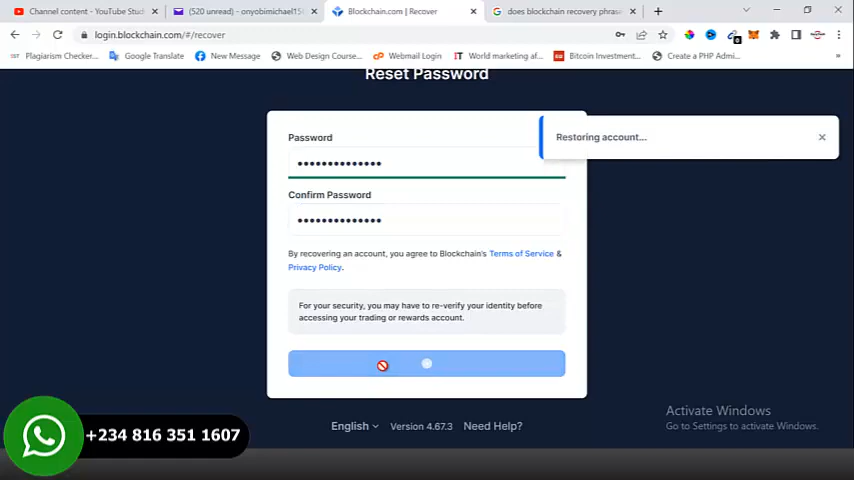 Channel content - YouTube Stud
(520 unread) - onyobimichael15
Blockchain.com | Recover
does blockchain recovery phras
login.blockchain.com/#/recover
Plagiarism Checker...
Google Translate
New Message
Web Design Course...
Webmail Login
World marketing af...
Bitcoin Investment...
Create a PHP Admi...
Reset Password
Password
Restoring account...
••••••••••••••
Confirm Password
••••••••••••••
By recovering an account, you agree to Blockchain's Terms of Service &
Privacy Policy.
For your security, you may have to re-verify your identity before
accessing your trading or rewards account.
Activate Windows
Go to Settings to activate Windows.
English
Version 4.67.3
Need Help?
+234 816 351 1607